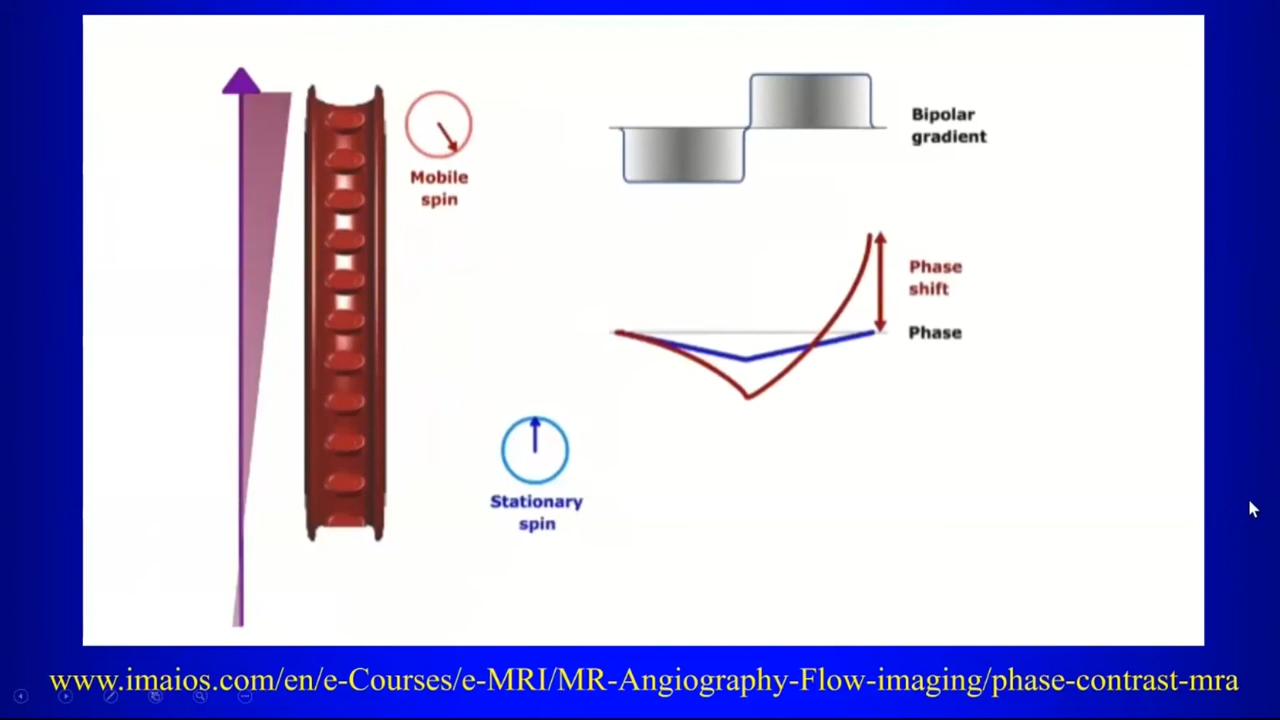 Bipolar
gradient
Mobile
spin
Phase
shift
Phase
Stationary
spin
www.imaios.com/en/e-Courses/e-MRI/MR-Angiography-Flow-imaging/phase-contrast-mra